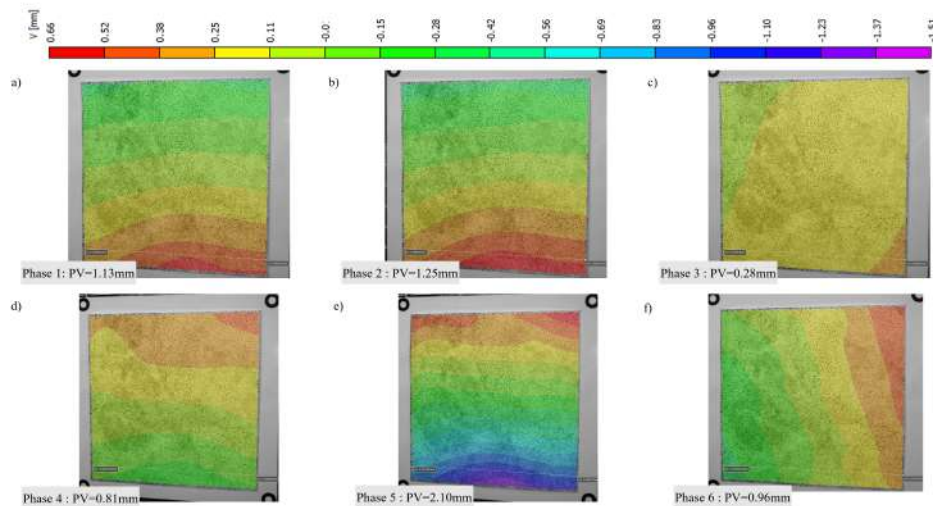 V [mm]
0.66 0.52 0.38 0.25 0.11 -0.0 -0.15 -0.28 -0.42 -0.56 -0.69 -0.83 -0.96 -1.10 -1.23 -1.37 -1.51
a) b) c)
Phase 1: PV=1.13mm Phase 2 : PV=1.25mm Phase 3 : PV=0.28mm
d) e) f)
Phase 4 : PV=0.81mm Phase 5 : PV=2.10mm Phase 6 : PV=0.96mm